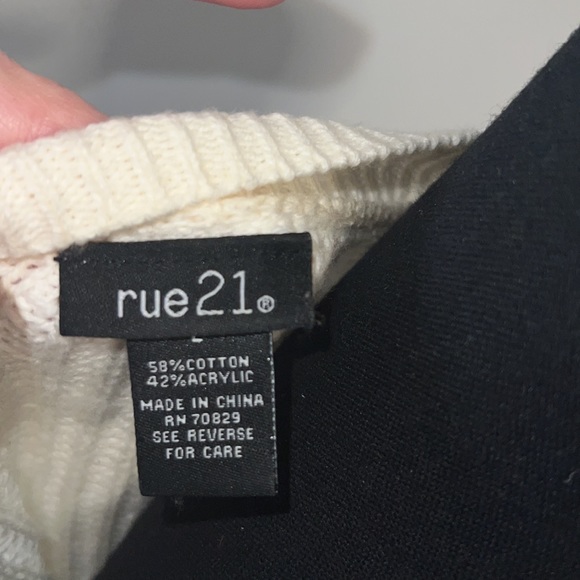 rue21®
L
58%COTTON
42%ACRYLIC
MADE IN CHINA
RN 70829
SEE REVERSE
FOR CARE